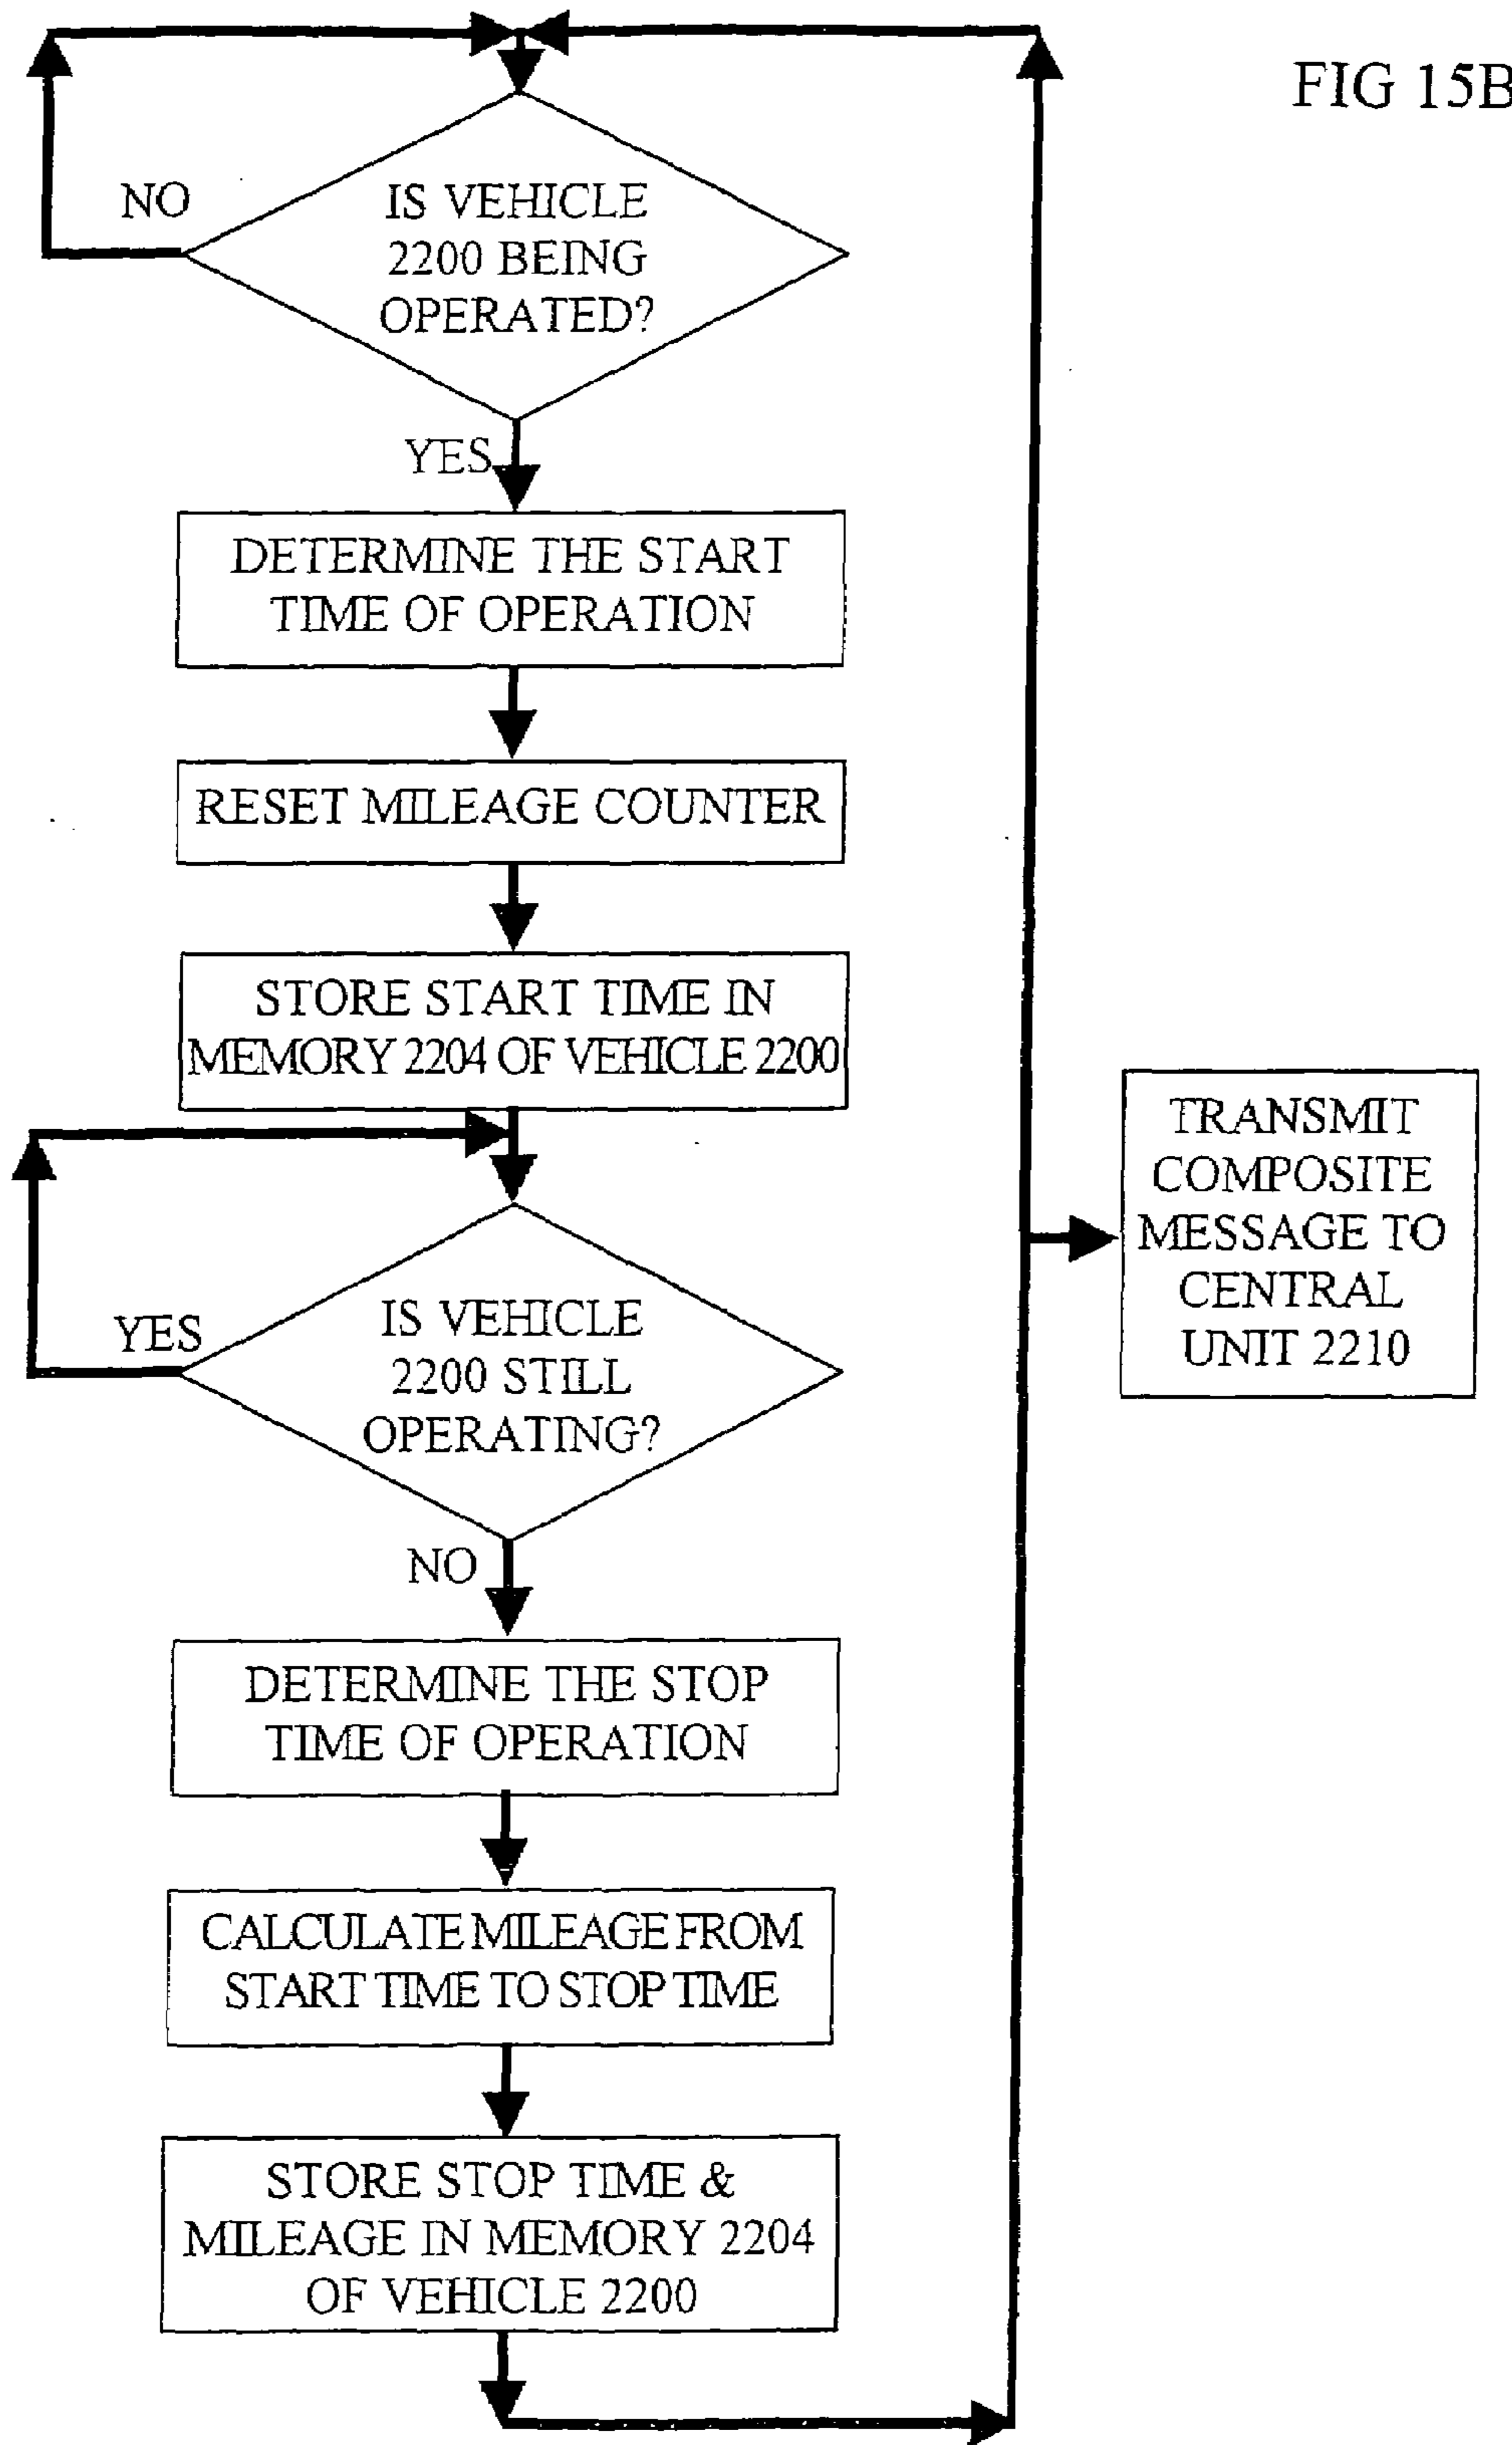 FIG 15B
NO
IS VEHICLE
2200 BEING
OPERATED?
YES
DETERMINE THE START
TIME OF OPERATION
RESET MILEAGE COUNTER
STORE START TIME IN
MEMORY 2204 OF VEHICLE 2200
YES
IS VEHICLE
2200 STILL
OPERATING?
NO
DETERMINE THE STOP
TIME OF OPERATION
CALCULATE MILEAGE FROM
START TIME TO STOP TIME
STORE STOP TIME &
MILEAGE IN MEMORY 2204
OF VEHICLE 2200
TRANSMIT
COMPOSITE
MESSAGE TO
CENTRAL
UNIT 2210